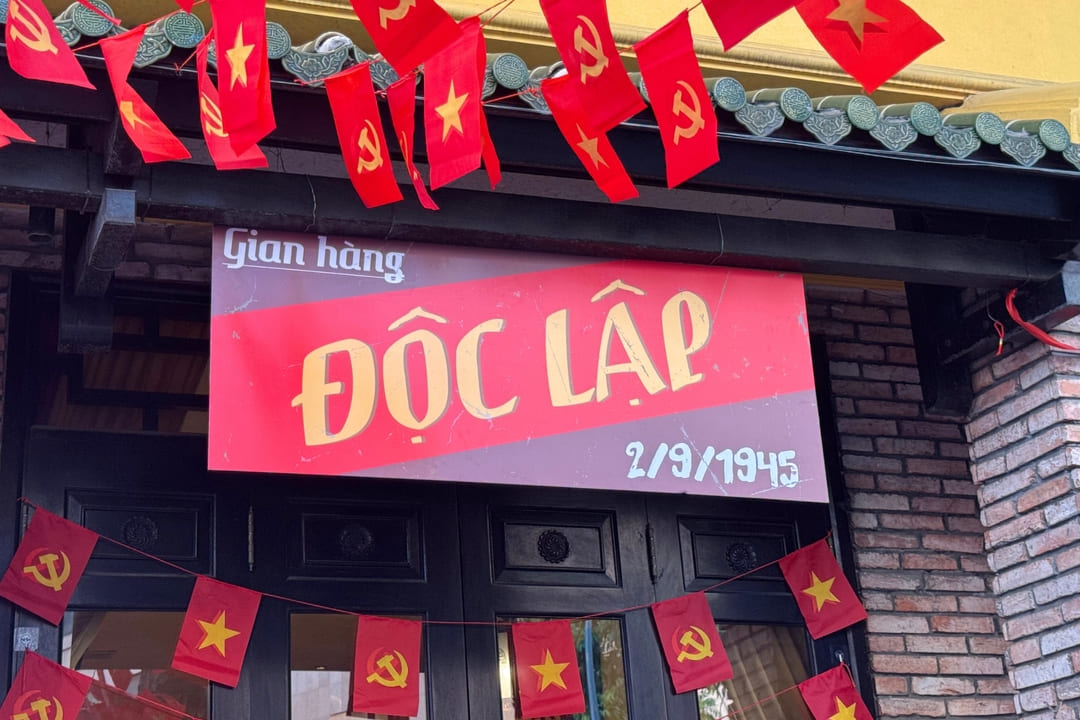 Gian hàng
ĐỘC LẬP
2/9/1945